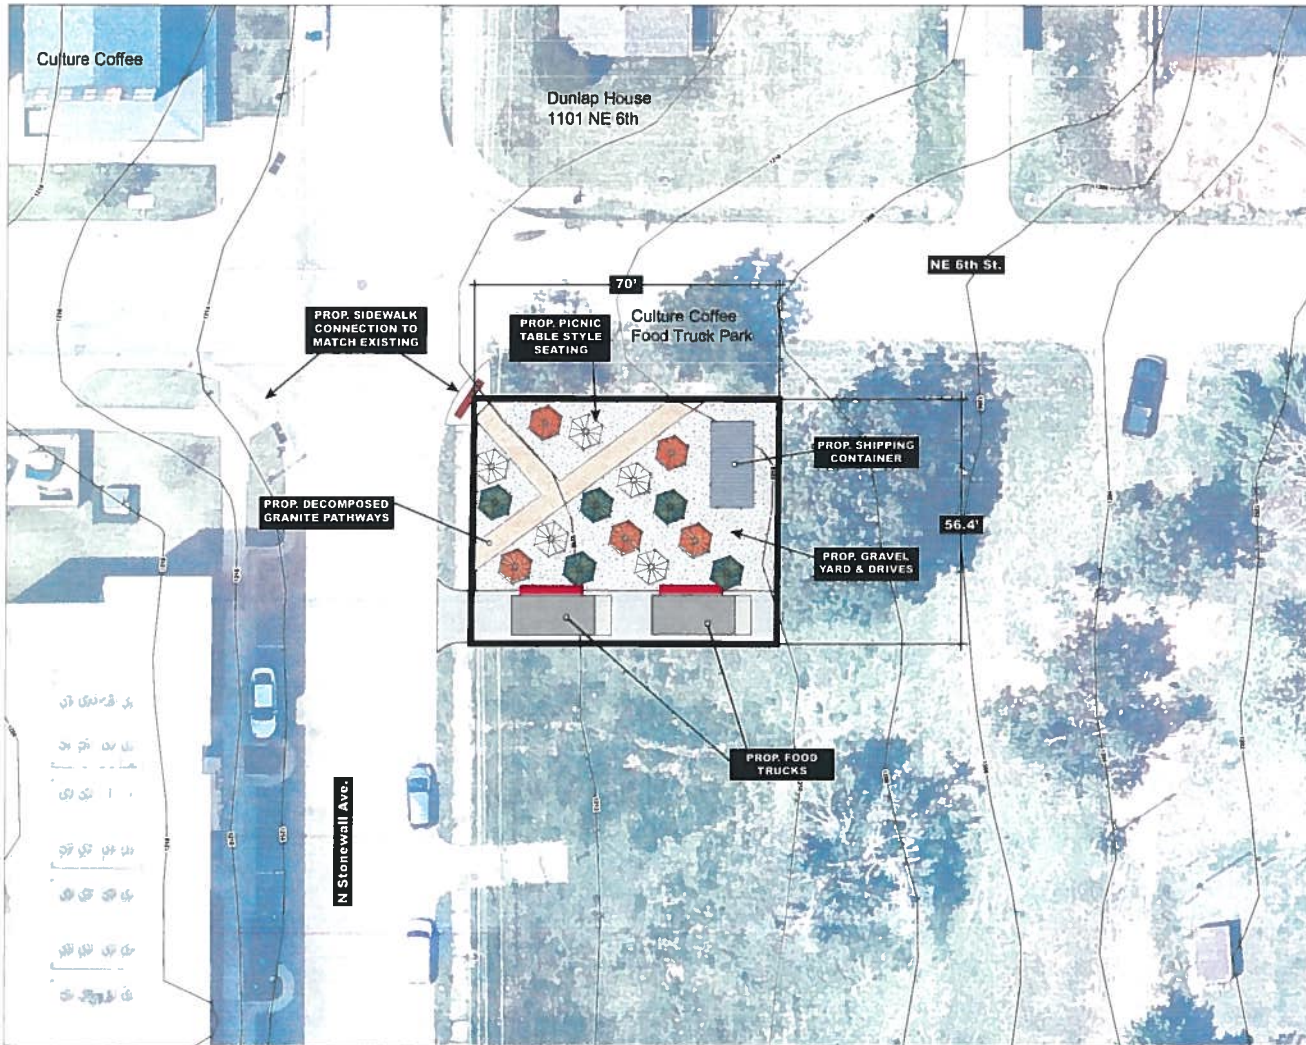 Culture Coffee
Dunlap House
1101 NE 6th
NE 6th St.
70'
PROP. SIDEWALK
CONNECTION TO
MATCH EXISTING
PROP. PICNIC
TABLE STYLE
SEATING
Culture Coffee
Food Truck Park
PROP. SHIPPING
CONTAINER
PROP. DECOMPOSED
GRANITE PATHWAYS
56.4'
PROP. GRAVEL
YARD & DRIVES
PROP. FOOD
TRUCKS
N Stonewall Ave.